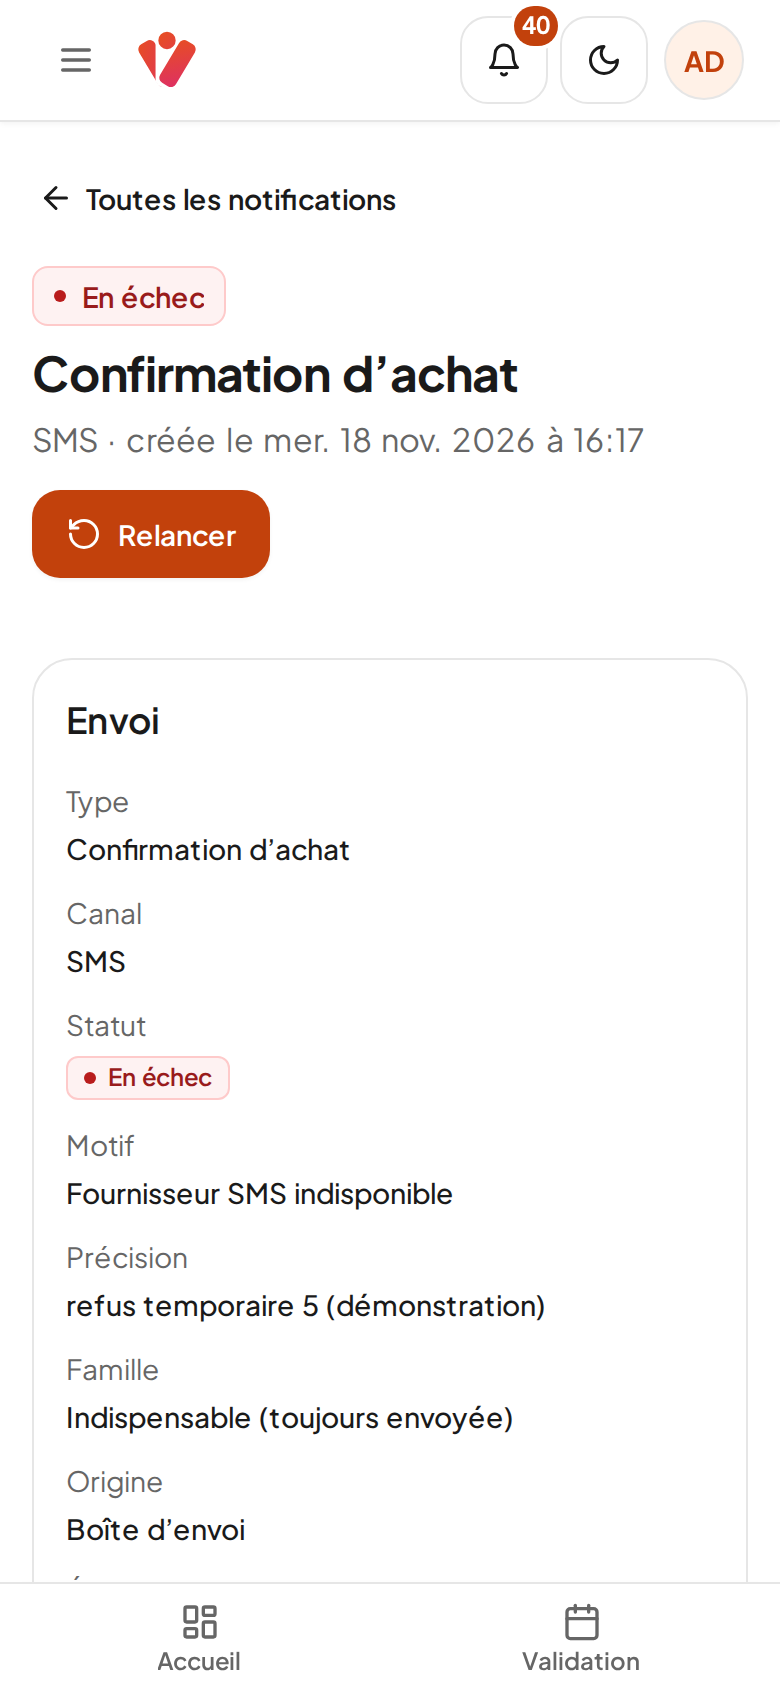 40
AD
Toutes les notifications
En échec
Confirmation d’achat
SMS · créée le mer. 18 nov. 2026 à 16:17
Relancer
Envoi
Type
Confirmation d’achat
Canal
SMS
Statut
En échec
Motif
Fournisseur SMS indisponible
Précision
refus temporaire 5 (démonstration)
Famille
Indispensable (toujours envoyée)
Origine
Boîte d’envoi
Accueil
Validation